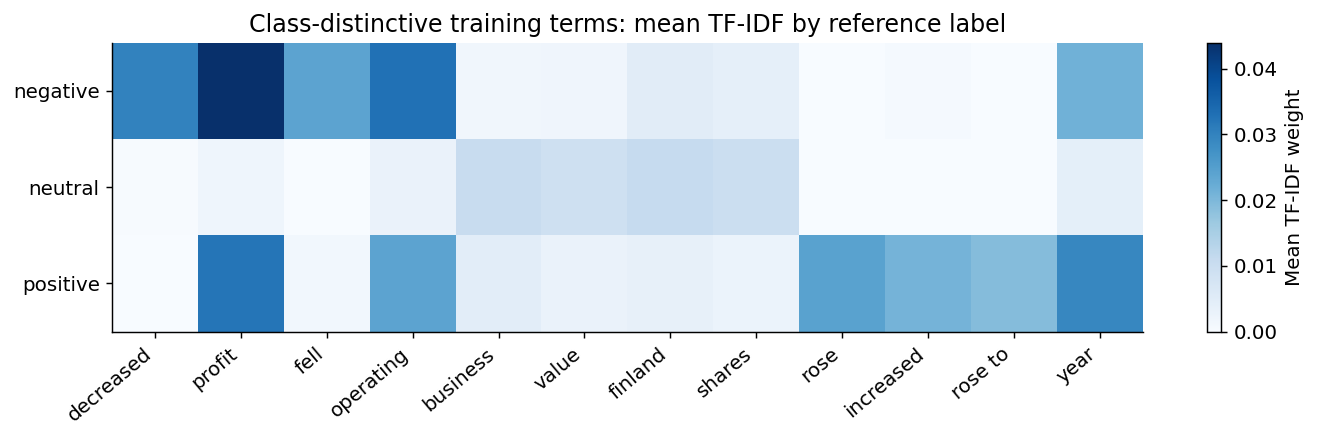 Class-distinctive training terms: mean TF-IDF by reference label
negative
neutral
positive
decreased
profit
fell
operating
business
value
finland
shares
rose
increased
rose to
year
0.04
0.03
0.02
0.01
0.00
Mean TF-IDF weight